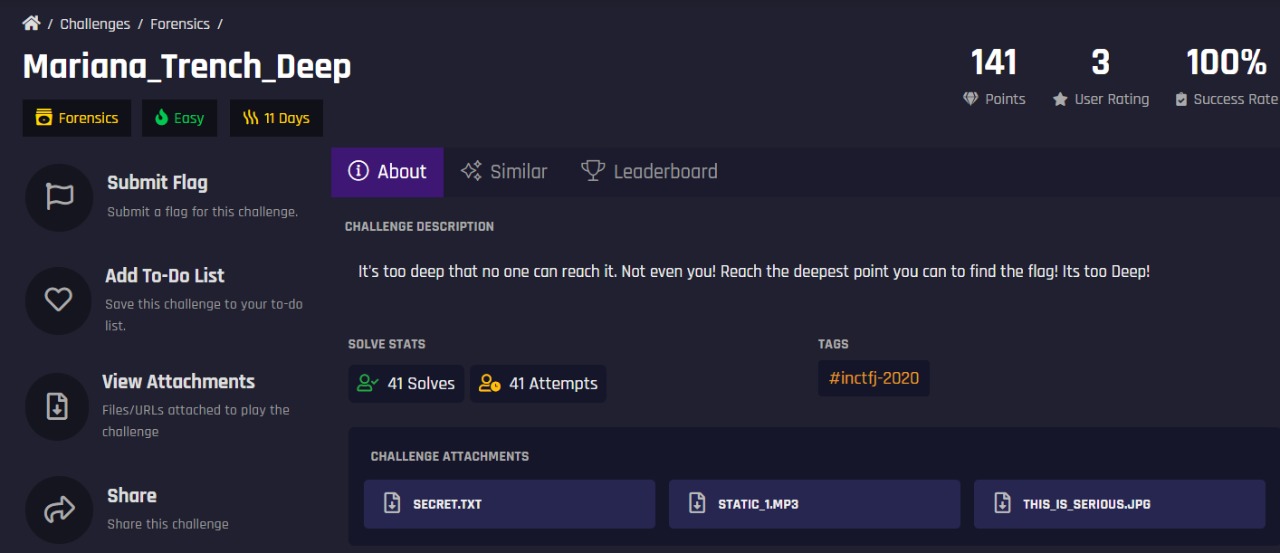 / Challenges / Forensics /
Mariana_Trench_Deep
141 3 100%
Points User Rating Success Rate
Forensics Easy 11 Days
About Similar Leaderboard
Submit Flag
Submit a flag for this challenge.
CHALLENGE DESCRIPTION
It's too deep that no one can reach it. Not even you! Reach the deepest point you can to find the flag! Its too Deep!
Add To-Do List
Save this challenge to your to-do
list.
SOLVE STATS TAGS
41 Solves 41 Attempts #inctfj-2020
View Attachments
Files/URLs attached to play the
challenge
CHALLENGE ATTACHMENTS
SECRET.TXT STATIC_1.MP3 THIS_IS_SERIOUS.JPG
Share
Share this challenge